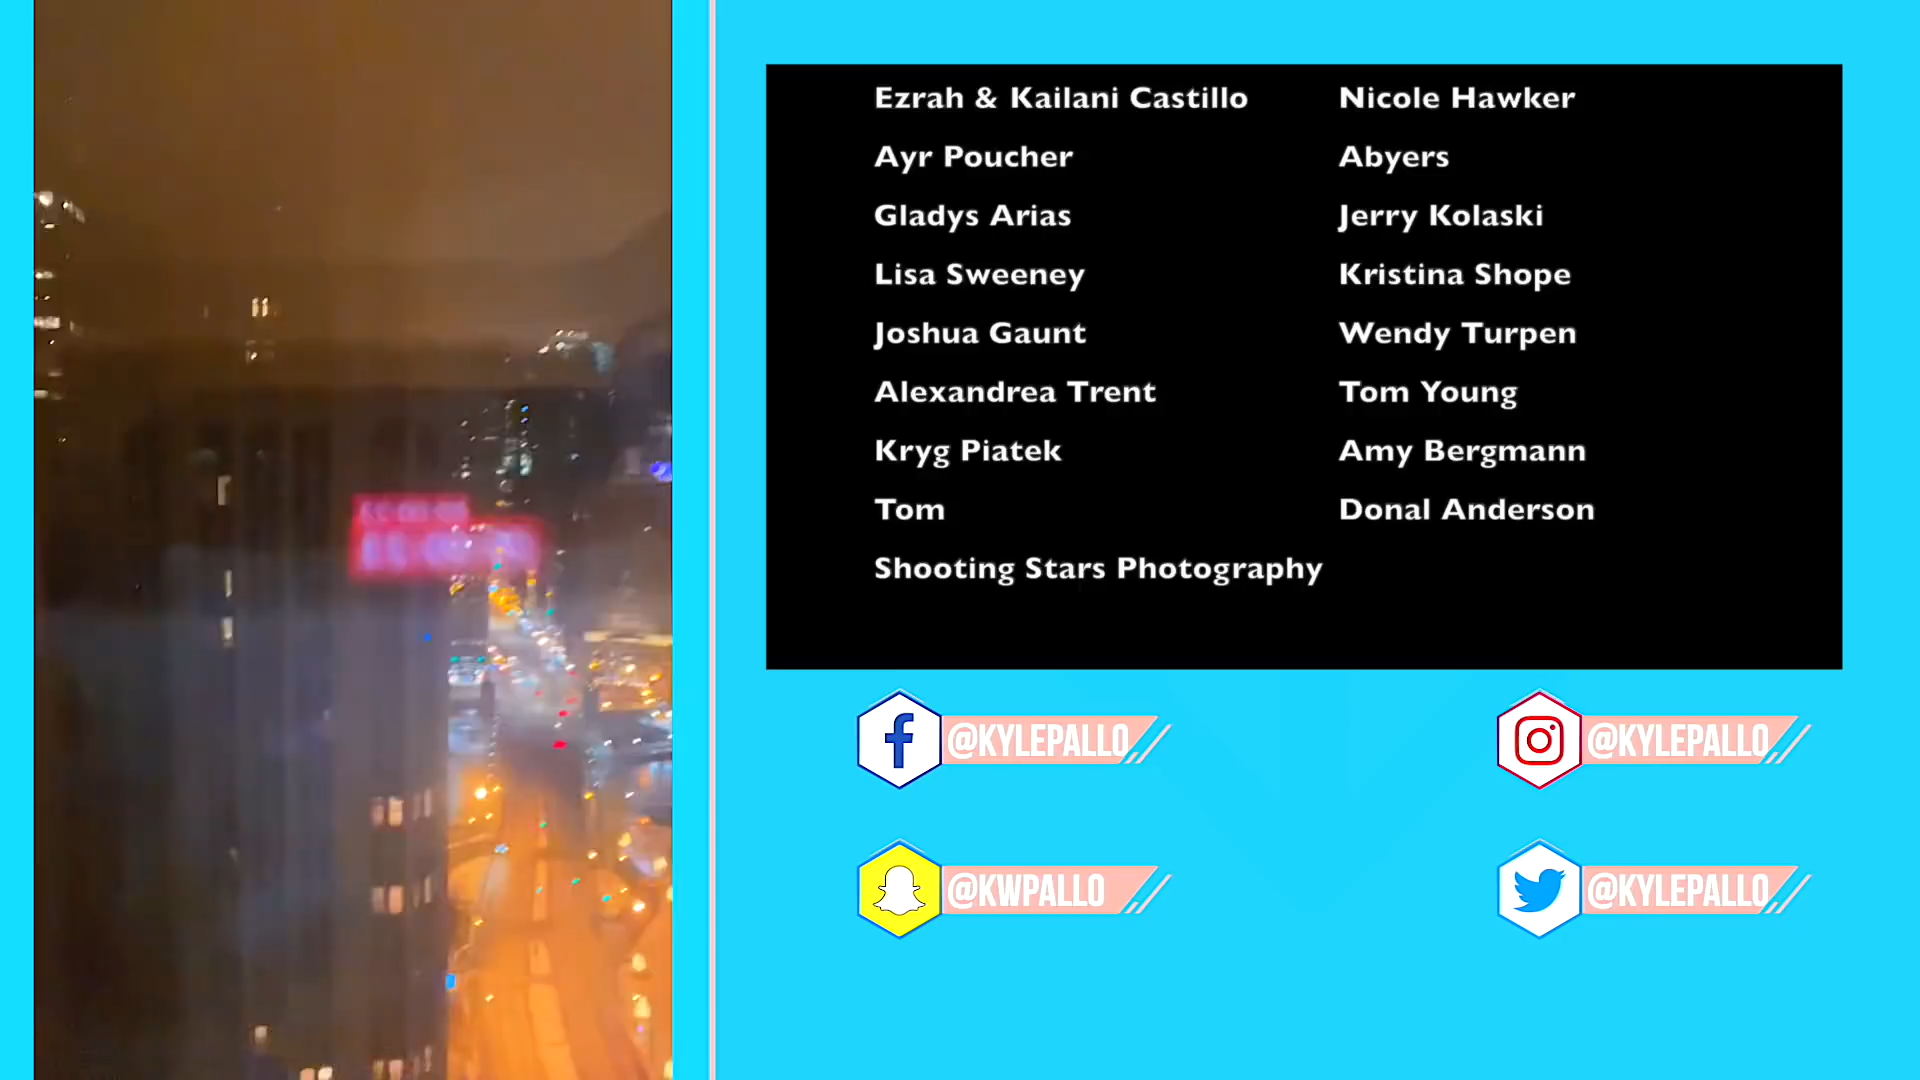 Ezrah & Kailani Castillo
Ayr Poucher
Gladys Arias
Lisa Sweeney
Joshua Gaunt
Alexandrea Trent
Kryg Piatek
Tom
Shooting Stars Photography
Nicole Hawker
Abyers
Jerry Kolaski
Kristina Shope
Wendy Turpen
Tom Young
Amy Bergmann
Donal Anderson
@KYLEPALLO
@KYLEPALLO
@KWPALLO
@KYLEPALLO